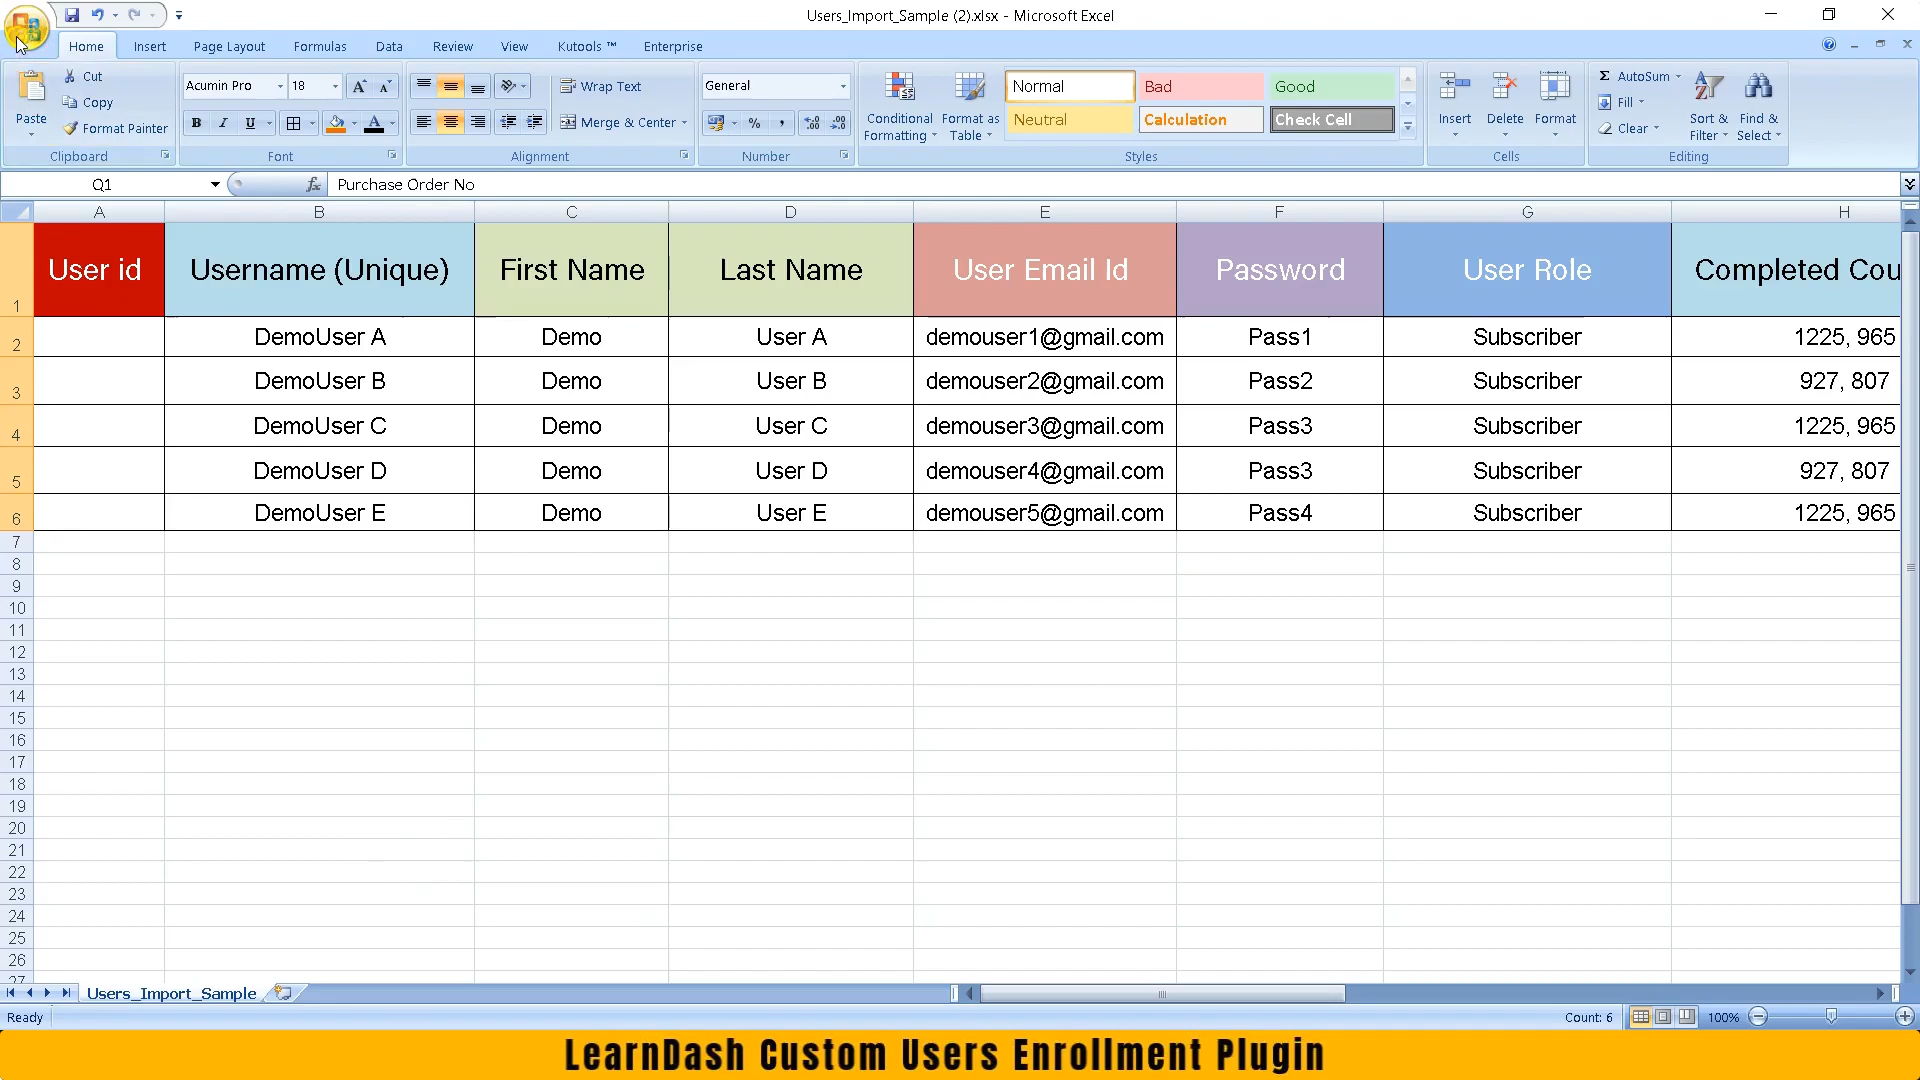 Users_Import_Sample (2).xlsx - Microsoft Excel
Home Insert Page Layout Formulas Data Review View Kutools ™ Enterprise
Paste Cut Copy Format Painter Clipboard
Acumin Pro 18 A A B I U A Font
Wrap Text Merge & Center Alignment
General % , .0 .00 .00 .0 Number
Conditional Formatting Format as Table Normal Bad Good Neutral Calculation Check Cell Styles
Insert Delete Format Cells
Σ AutoSum Fill Clear Sort & Filter Find & Select Editing
Q1 fx Purchase Order No
A B C D E F G H
1 User id Username (Unique) First Name Last Name User Email Id Password User Role Completed Cou
2 DemoUser A Demo User A demouser1@gmail.com Pass1 Subscriber 1225, 965
3 DemoUser B Demo User B demouser2@gmail.com Pass2 Subscriber 927, 807
4 DemoUser C Demo User C demouser3@gmail.com Pass3 Subscriber 1225, 965
5 DemoUser D Demo User D demouser4@gmail.com Pass3 Subscriber 927, 807
6 DemoUser E Demo User E demouser5@gmail.com Pass4 Subscriber 1225, 965
7
8
9
10
11
12
13
14
15
16
17
18
19
20
21
22
23
24
25
26
27
Users_Import_Sample
Ready Count: 6 100%
LearnDash Custom Users Enrollment Plugin